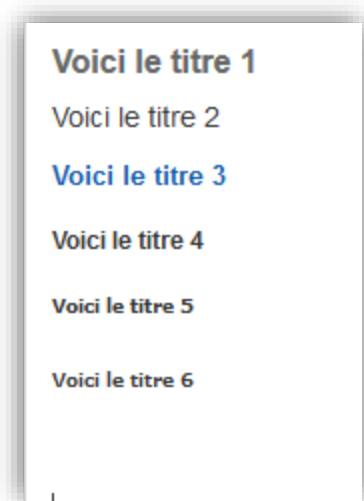 Voici le titre 1
Voici le titre 2
Voici le titre 3
Voici le titre 4
Voici le titre 5
Voici le titre 6